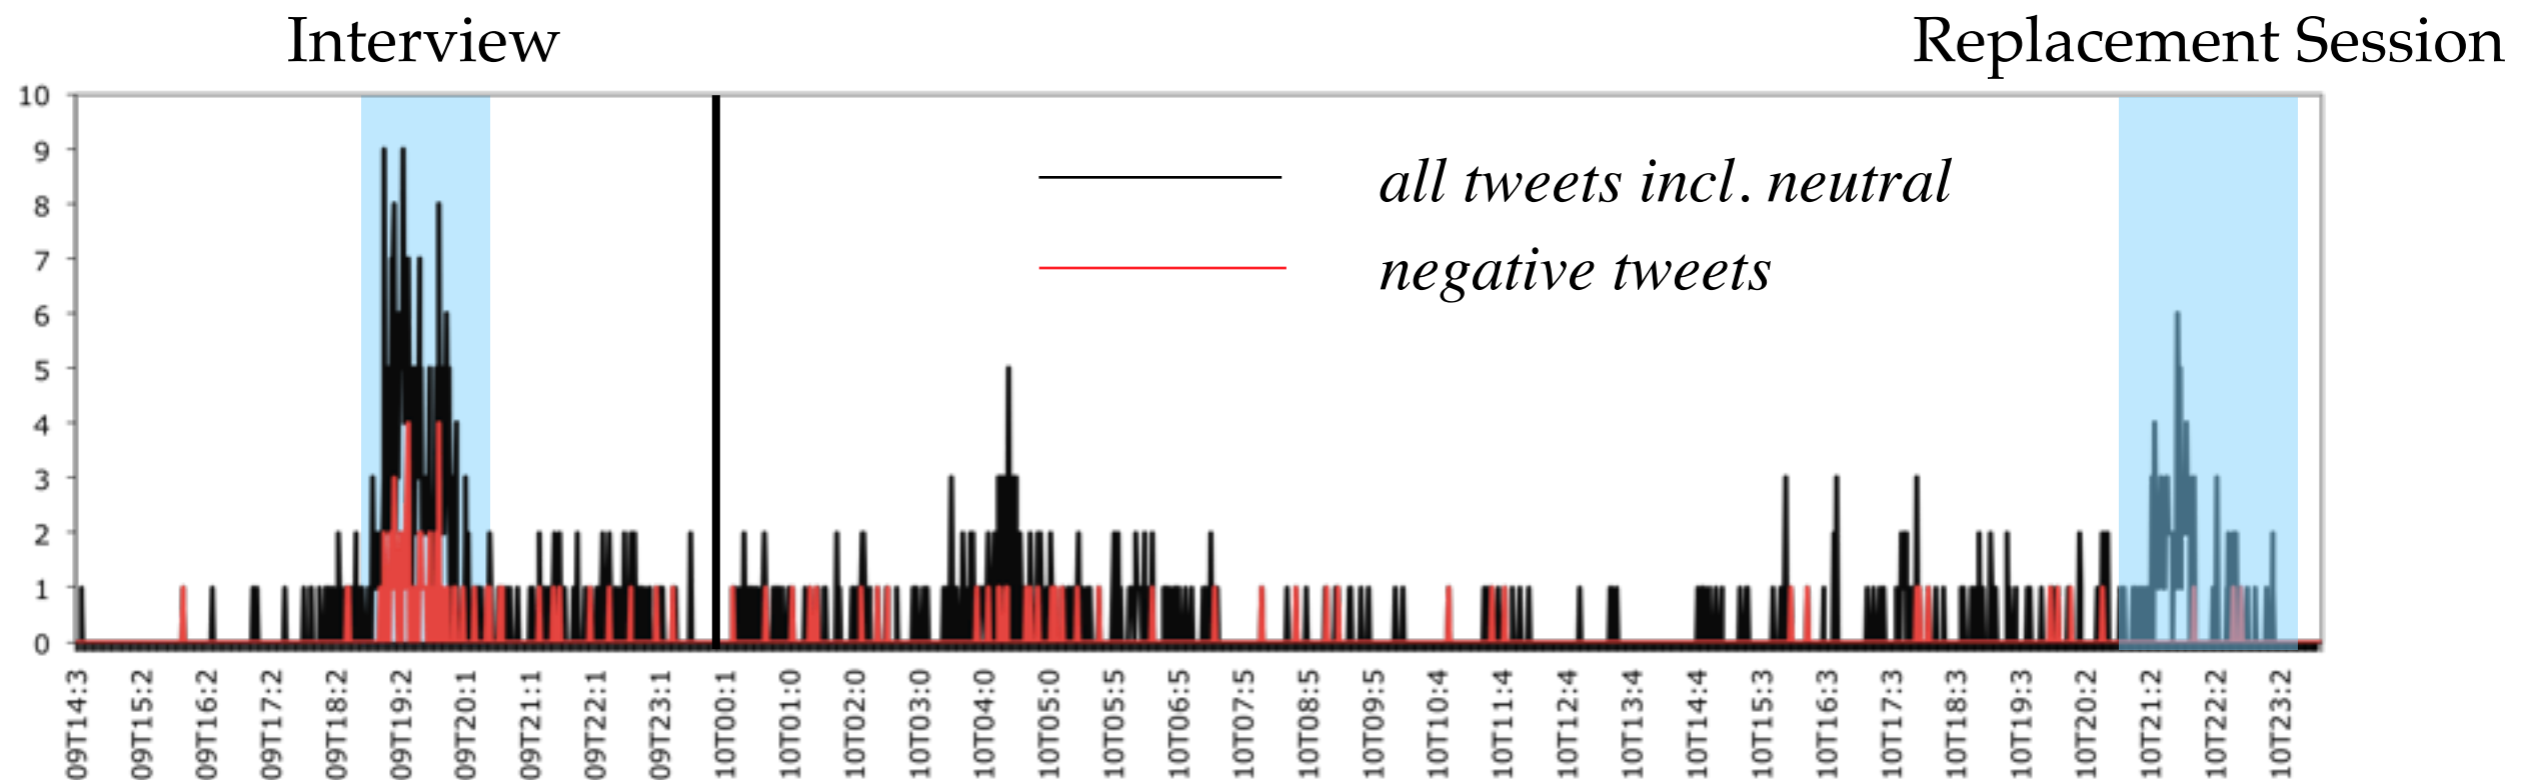 Interview
Replacement Session
10
9
8
7
6
5
4
3
2
1
0
all tweets incl. neutral
negative tweets
09T14:3
09T15:2
09T16:2
09T17:2
09T18:2
09T19:2
09T20:1
09T21:1
09T22:1
09T23:1
10T00:1
10T01:0
10T02:0
10T03:0
10T04:0
10T05:0
10T05:5
10T06:5
10T07:5
10T08:5
10T09:5
10T10:4
10T11:4
10T12:4
10T13:4
10T14:4
10T15:3
10T16:3
10T17:3
10T18:3
10T19:3
10T20:2
10T21:2
10T22:2
10T23:2